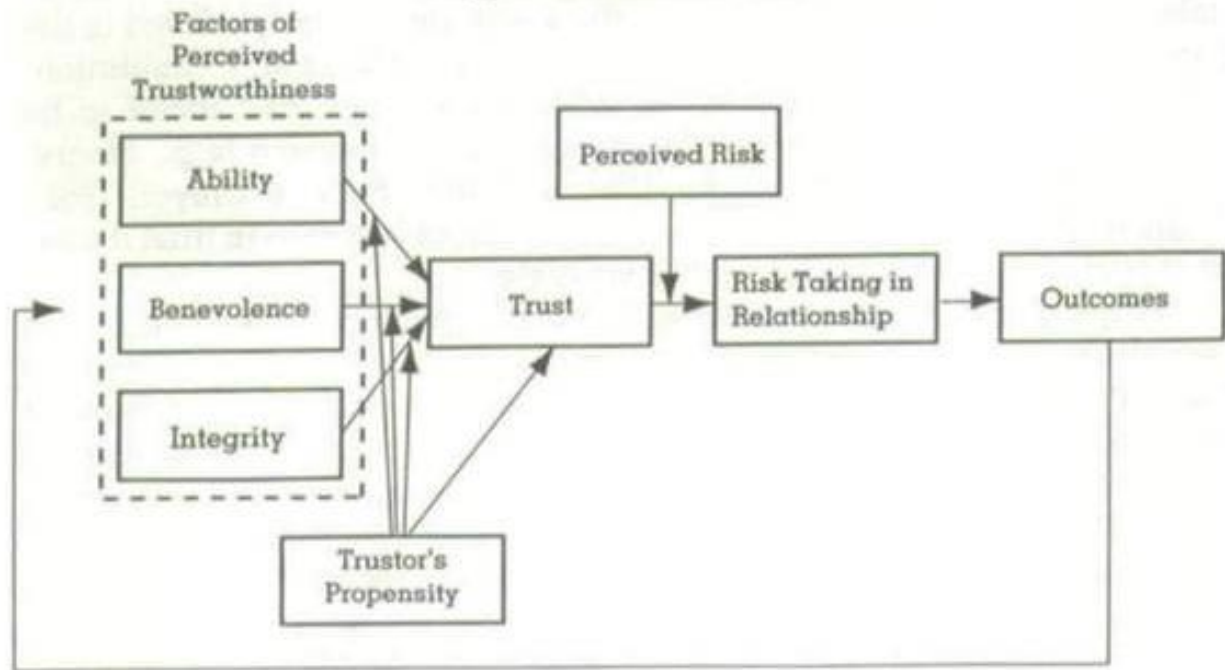 Factors of
Perceived
Trustworthiness
Ability
Benevolence
Integrity
Trust
Perceived Risk
Risk Taking in
Relationship
Outcomes
Trustor's
Propensity